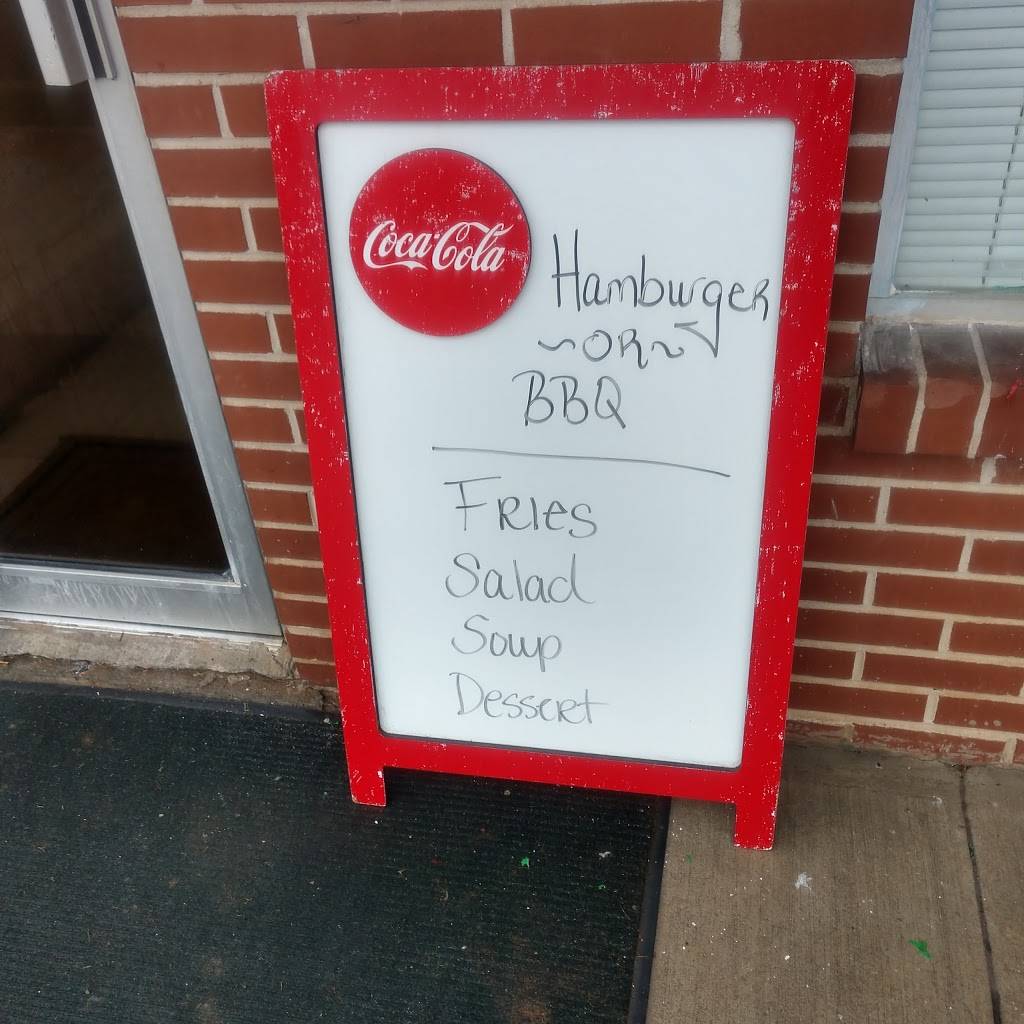 Coca-Cola
Hamburger
~OR~
BBQ
Fries
Salad
Soup
Dessert